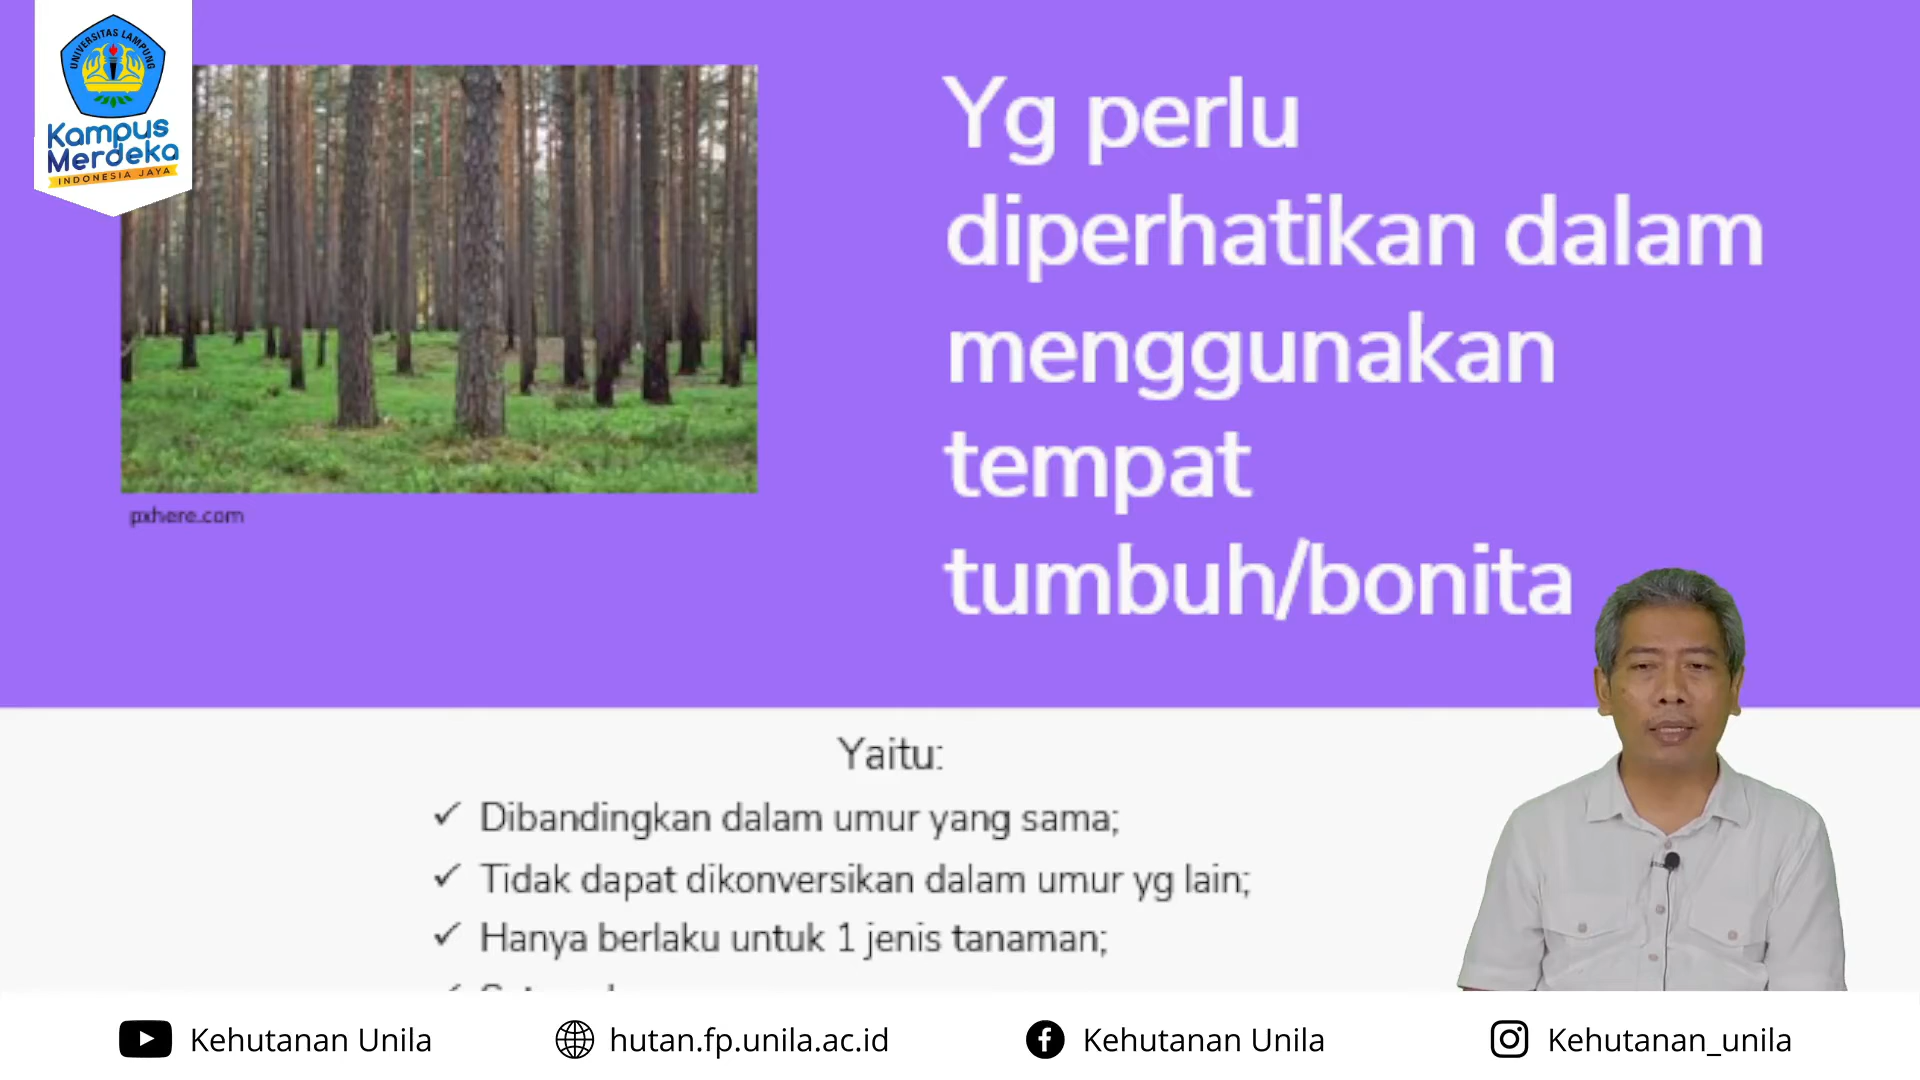 UNIVERSITAS LAMPUNG
Kampus
Merdeka
INDONESIA JAYA
pxhere.com
Yg perlu
diperhatikan dalam
menggunakan
tempat
tumbuh/bonita
Yaitu:
✓ Dibandingkan dalam umur yang sama;
✓ Tidak dapat dikonversikan dalam umur yg lain;
✓ Hanya berlaku untuk 1 jenis tanaman;
Kehutanan Unila
hutan.fp.unila.ac.id
Kehutanan Unila
Kehutanan_unila